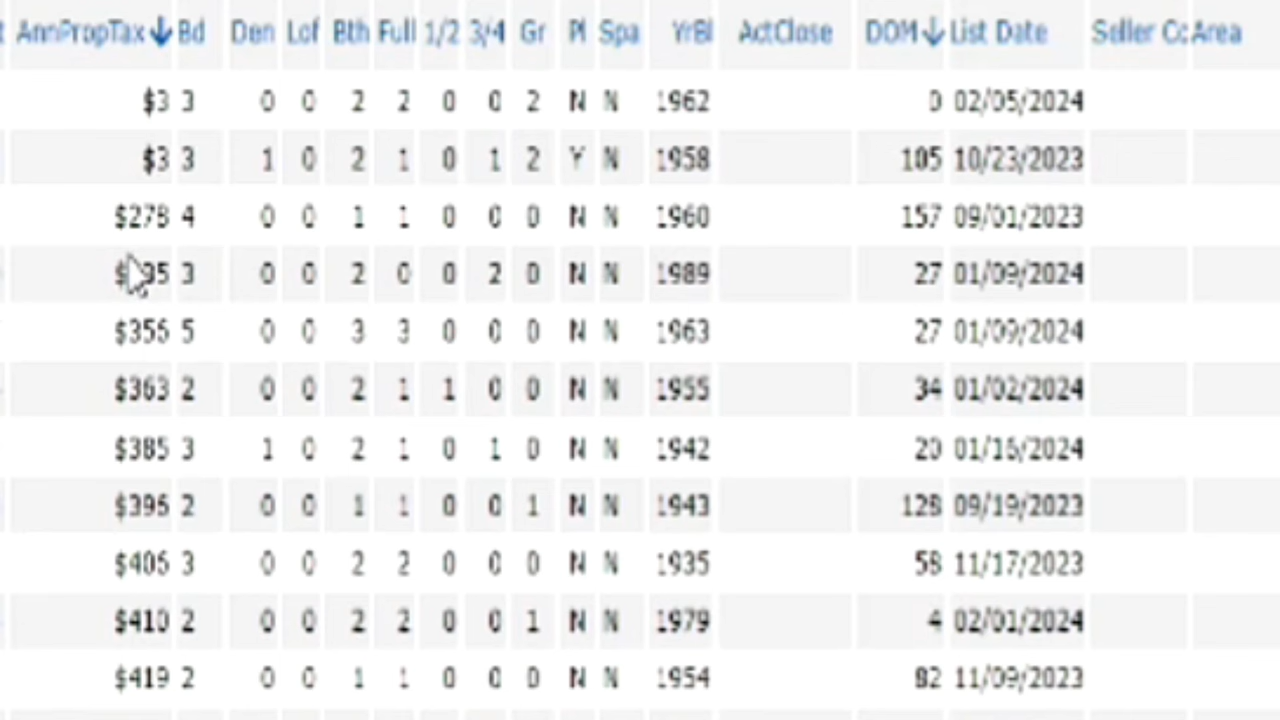 AnnPropTax Bd Den Lof Bth Full 1/2 3/4 Gr Pl Spa YrBl ActClose DOM List Date Seller Co Area
$3 3 0 0 2 2 0 0 2 N N 1962 0 02/05/2024
$3 3 1 0 2 1 0 1 2 Y N 1958 105 10/23/2023
$278 4 0 0 1 1 0 0 0 N N 1960 157 09/01/2023
3 0 0 2 0 0 2 0 N N 1989 27 01/09/2024
$356 5 0 0 3 3 0 0 0 N N 1963 27 01/09/2024
$363 2 0 0 2 1 1 0 0 N N 1955 34 01/02/2024
$385 3 1 0 2 1 0 1 0 N N 1942 20 01/16/2024
$396 2 0 0 1 1 0 0 1 N N 1943 128 09/19/2023
$406 3 0 0 2 2 0 0 0 N N 1935 58 11/17/2023
$410 2 0 0 2 2 0 0 1 N N 1979 4 02/01/2024
$419 2 0 0 1 1 0 0 0 N N 1954 82 11/09/2023